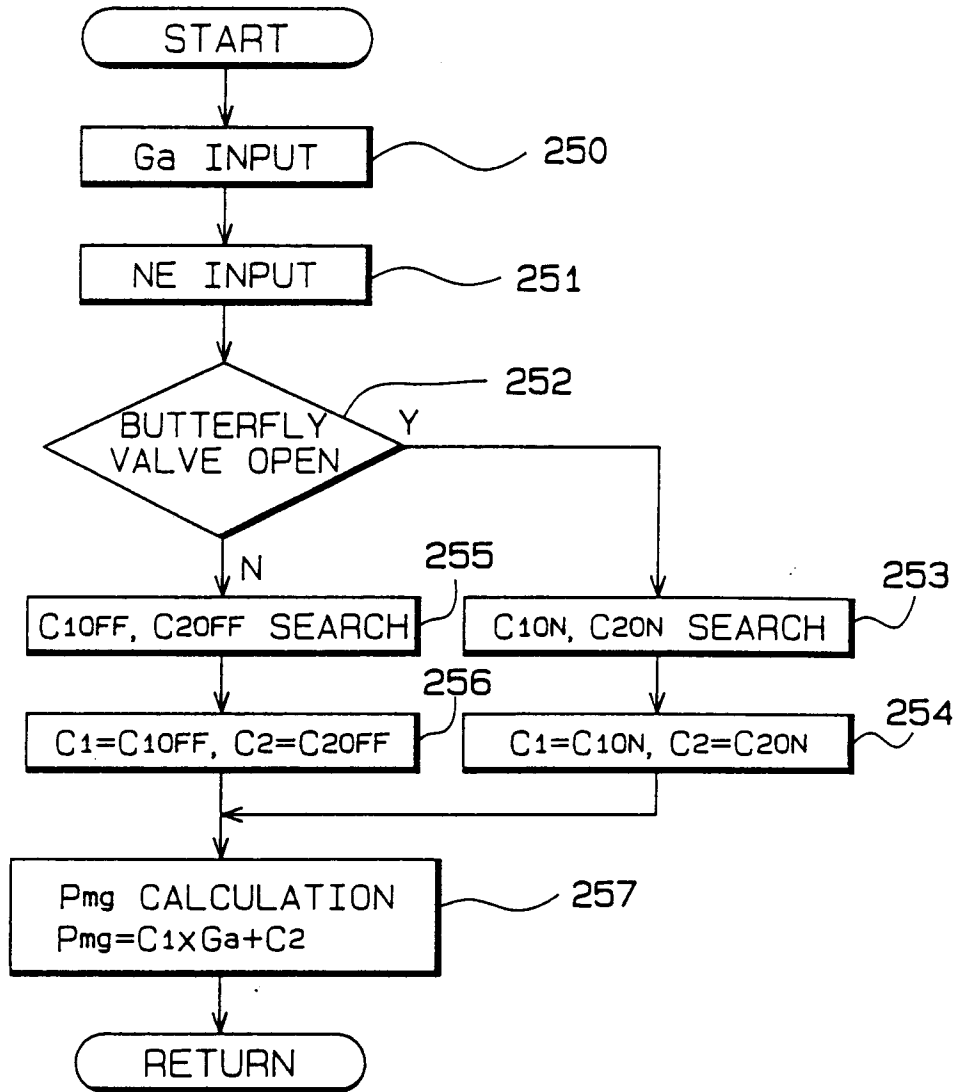 START
Ga INPUT
250
NE INPUT
251
252
BUTTERFLY
VALVE OPEN
Y
N
255
253
C1OFF, C2OFF SEARCH
C1ON, C2ON SEARCH
256
254
C1=C1OFF, C2=C2OFF
C1=C1ON, C2=C2ON
Pmg CALCULATION
Pmg=C1xGa+C2
257
RETURN